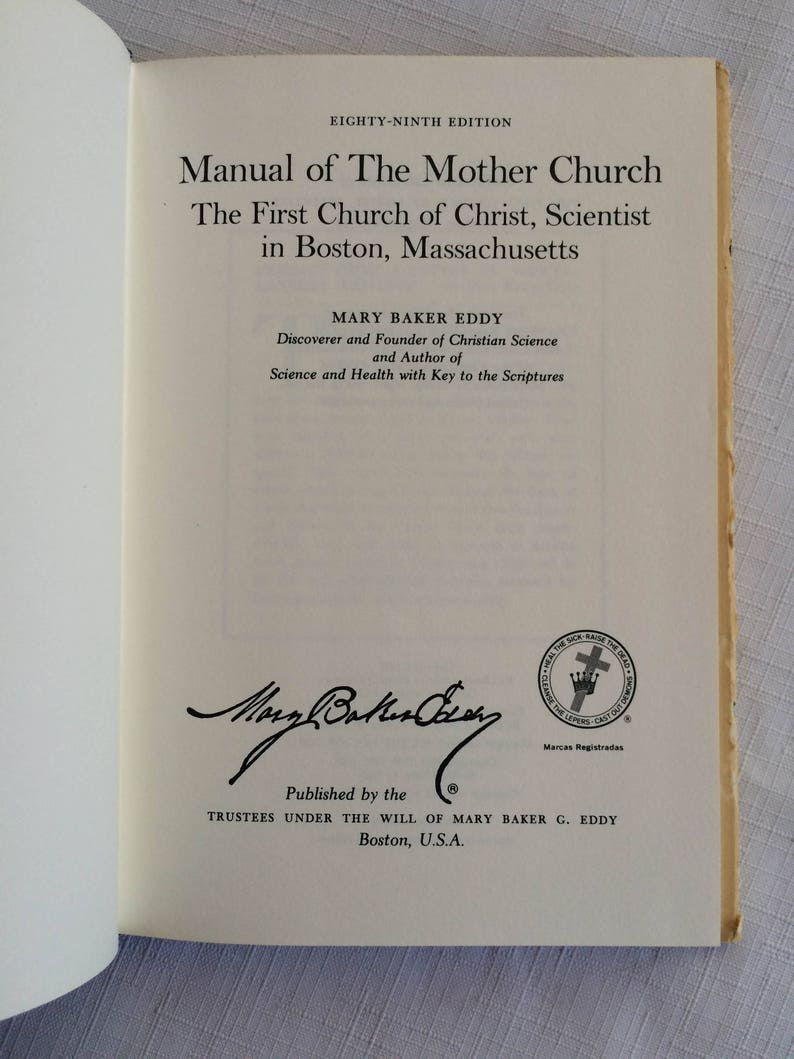 EIGHTY-NINTH EDITION
Manual of The Mother Church
The First Church of Christ, Scientist
in Boston, Massachusetts
MARY BAKER EDDY
Discoverer and Founder of Christian Science
and Author of
Science and Health with Key to the Scriptures
HEAL THE SICK · RAISE THE DEAD · CLEANSE THE LEPERS · CAST OUT DEMONS ·
®
Marcas Registradas
Mary Baker Eddy
®
Published by the
TRUSTEES UNDER THE WILL OF MARY BAKER G. EDDY
Boston, U.S.A.